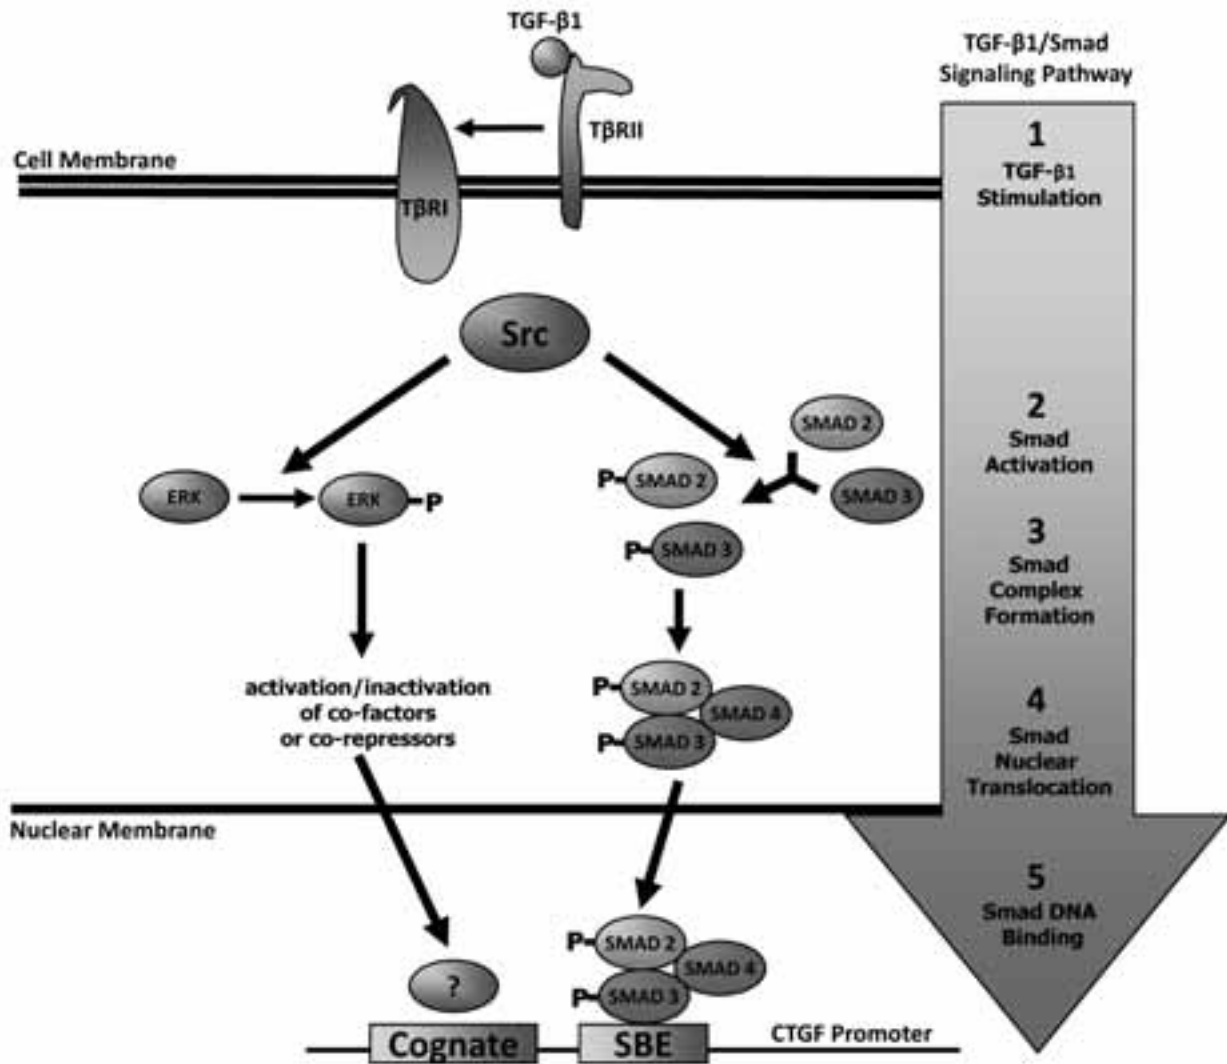 TGF-β1
TβRII
Cell Membrane
TβRI
Src
SMAD 2
SMAD 3
P-SMAD 2
P-SMAD 3
ERK
ERK-P
activation/inactivation
of co-factors
or co-repressors
P-SMAD 2
SMAD 4
P-SMAD 3
Nuclear Membrane
P-SMAD 2
SMAD 4
P-SMAD 3
?
Cognate
SBE
CTGF Promoter
TGF-β1/Smad
Signaling Pathway
1
TGF-β1
Stimulation
2
Smad
Activation
3
Smad
Complex
Formation
4
Smad
Nuclear
Translocation
5
Smad DNA
Binding